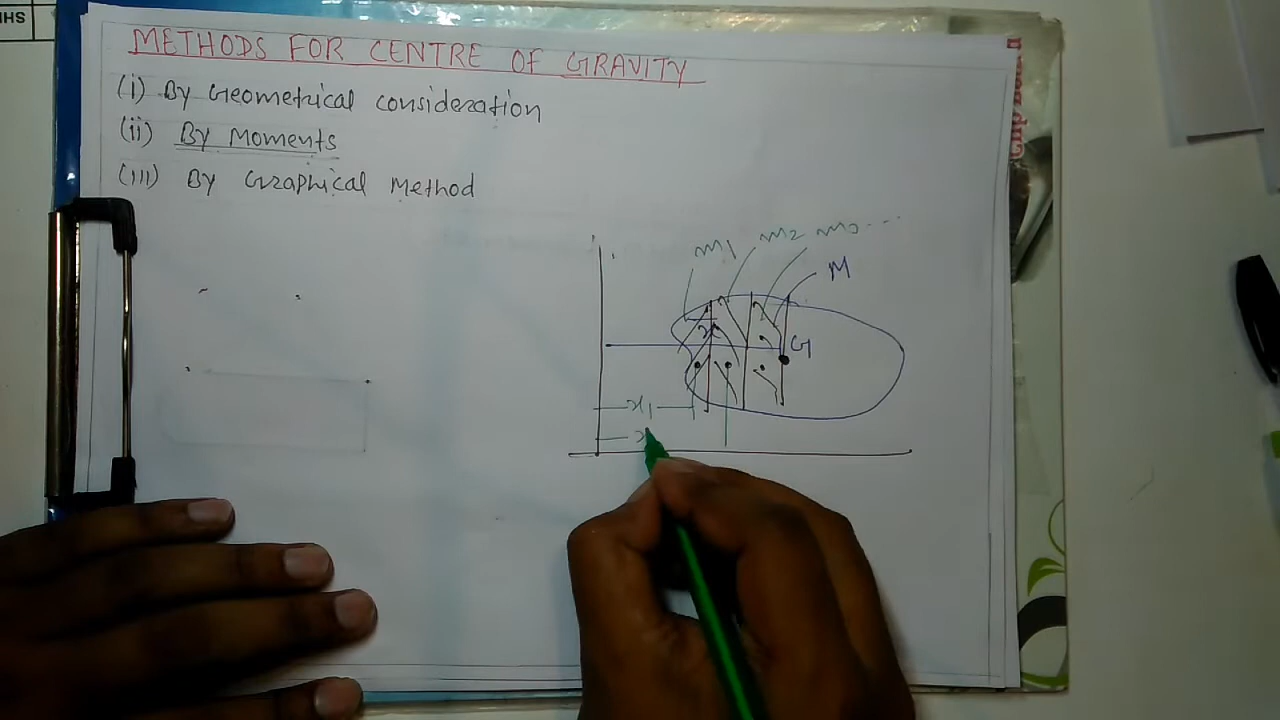 SHI
METHODS FOR CENTRE OF GRAVITY
(i) By Geometrical consideration
(ii) By Moments
(iii) By Graphical Method
m1 m2 m3 ---
M
G
x1
x